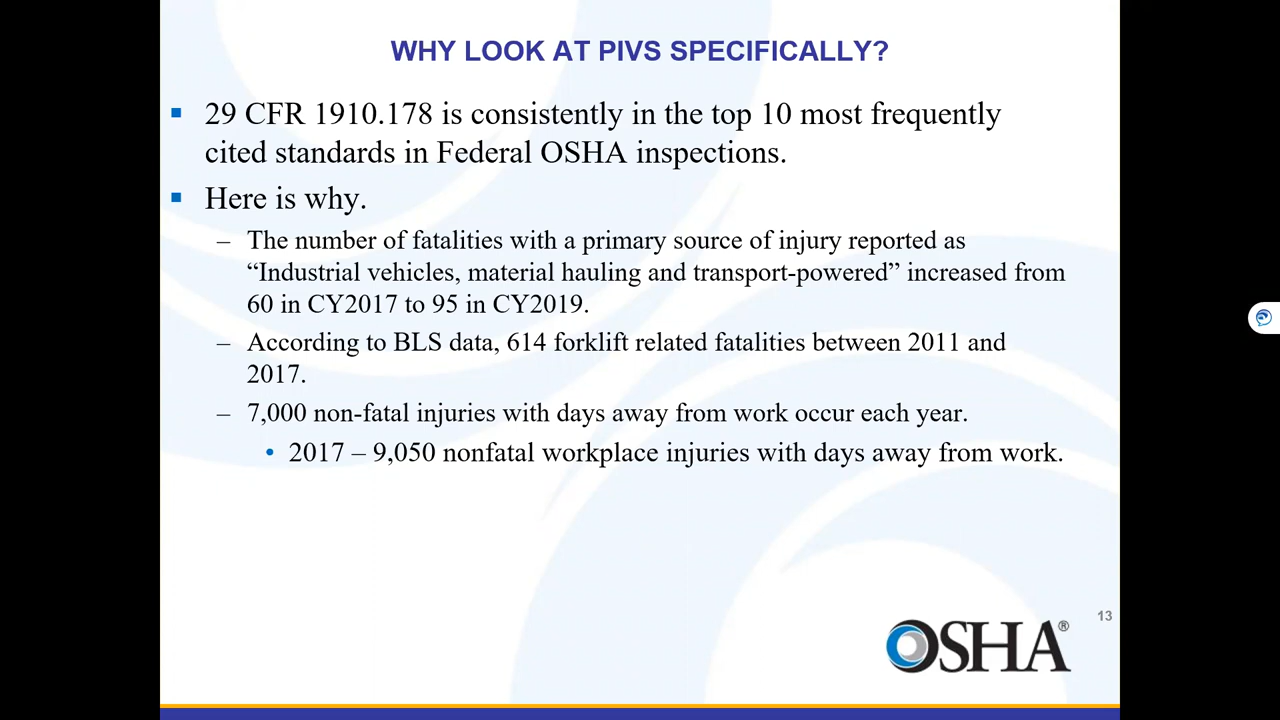 WHY LOOK AT PIVS SPECIFICALLY?
▪ 29 CFR 1910.178 is consistently in the top 10 most frequently
cited standards in Federal OSHA inspections.
▪ Here is why.
– The number of fatalities with a primary source of injury reported as
“Industrial vehicles, material hauling and transport-powered” increased from
60 in CY2017 to 95 in CY2019.
– According to BLS data, 614 forklift related fatalities between 2011 and
2017.
– 7,000 non-fatal injuries with days away from work occur each year.
• 2017 – 9,050 nonfatal workplace injuries with days away from work.
13
OSHA®